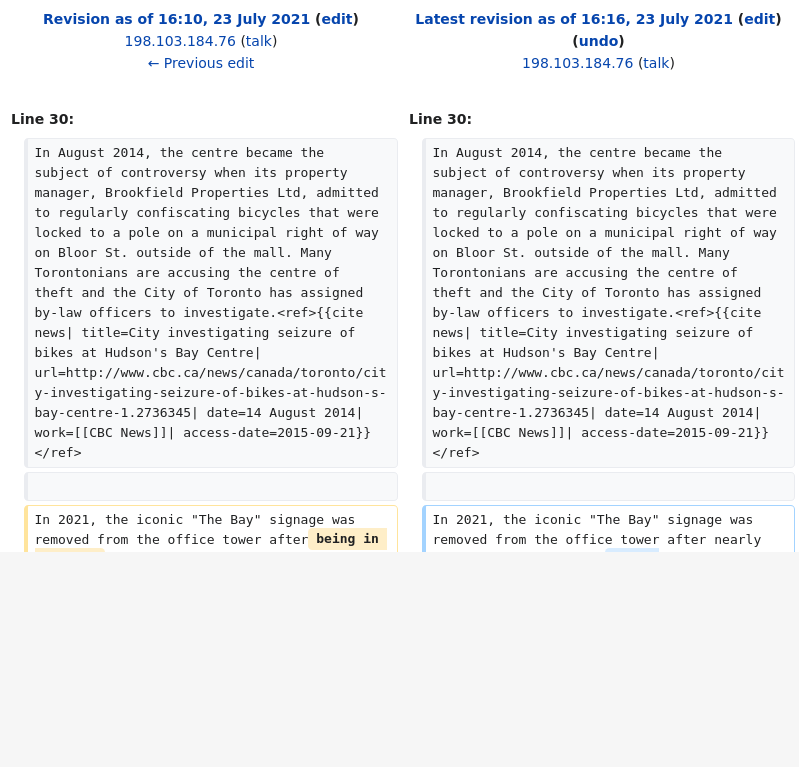 Revision as of 16:10, 23 July 2021 (edit)
198.103.184.76 (talk)
← Previous edit
Latest revision as of 16:16, 23 July 2021 (edit)
(undo)
198.103.184.76 (talk)
Line 30:
In August 2014, the centre became the
subject of controversy when its property
manager, Brookfield Properties Ltd, admitted
to regularly confiscating bicycles that were
locked to a pole on a municipal right of way
on Bloor St. outside of the mall. Many
Torontonians are accusing the centre of
theft and the City of Toronto has assigned
by-law officers to investigate.<ref>{{cite
news| title=City investigating seizure of
bikes at Hudson's Bay Centre|
url=http://www.cbc.ca/news/canada/toronto/cit
y-investigating-seizure-of-bikes-at-hudson-s-
bay-centre-1.2736345| date=14 August 2014|
work=[[CBC News]]| access-date=2015-09-21}}
</ref>
In 2021, the iconic "The Bay" signage was
removed from the office tower after being in
Line 30:
In August 2014, the centre became the
subject of controversy when its property
manager, Brookfield Properties Ltd, admitted
to regularly confiscating bicycles that were
locked to a pole on a municipal right of way
on Bloor St. outside of the mall. Many
Torontonians are accusing the centre of
theft and the City of Toronto has assigned
by-law officers to investigate.<ref>{{cite
news| title=City investigating seizure of
bikes at Hudson's Bay Centre|
url=http://www.cbc.ca/news/canada/toronto/cit
y-investigating-seizure-of-bikes-at-hudson-s-
bay-centre-1.2736345| date=14 August 2014|
work=[[CBC News]]| access-date=2015-09-21}}
</ref>
In 2021, the iconic "The Bay" signage was
removed from the office tower after nearly